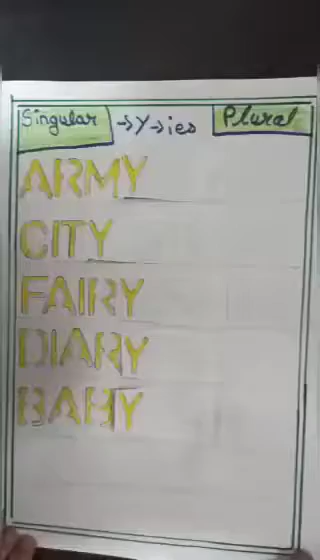 Singular →Y→ies Plural
ARMY
CITY
FAIRY
DIARY
BABY